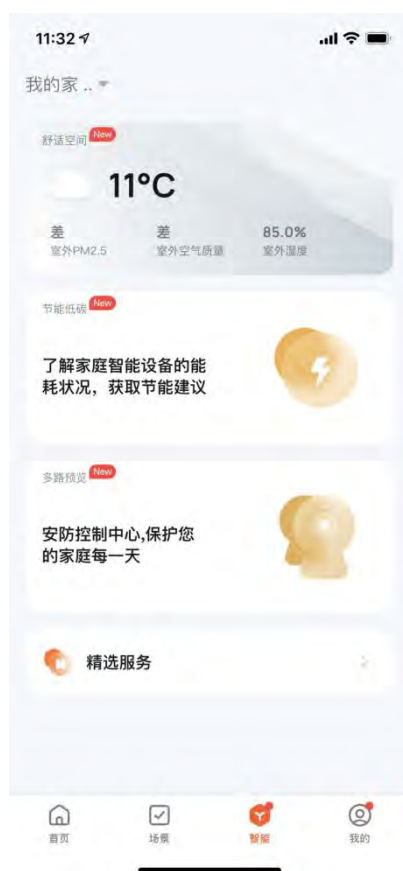 11:32
我的家 ..
舒适空间 New
11°C
差 差 85.0%
室外PM2.5 室外空气质量 室外湿度
节能低碳 New
了解家庭智能设备的能
耗状况，获取节能建议
多路预览 New
安防控制中心,保护您
的家庭每一天
精选服务
首页 场景 智能 我的